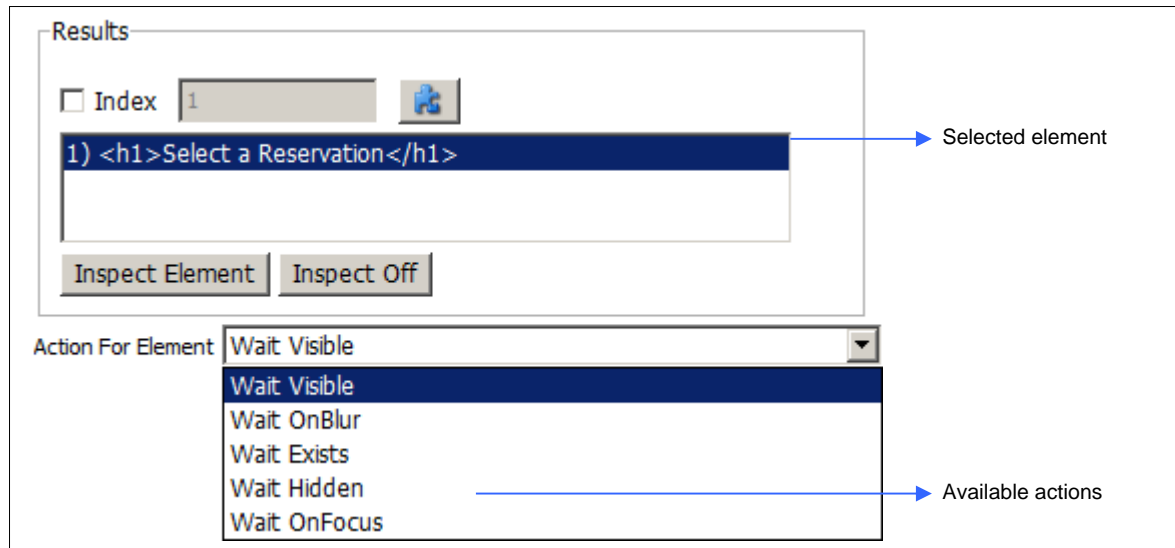 Results
Index 1
1) <h1>Select a Reservation</h1>
Selected element
Inspect Element Inspect Off
Action For Element Wait Visible
Wait Visible
Wait OnBlur
Wait Exists
Wait Hidden
Available actions
Wait OnFocus